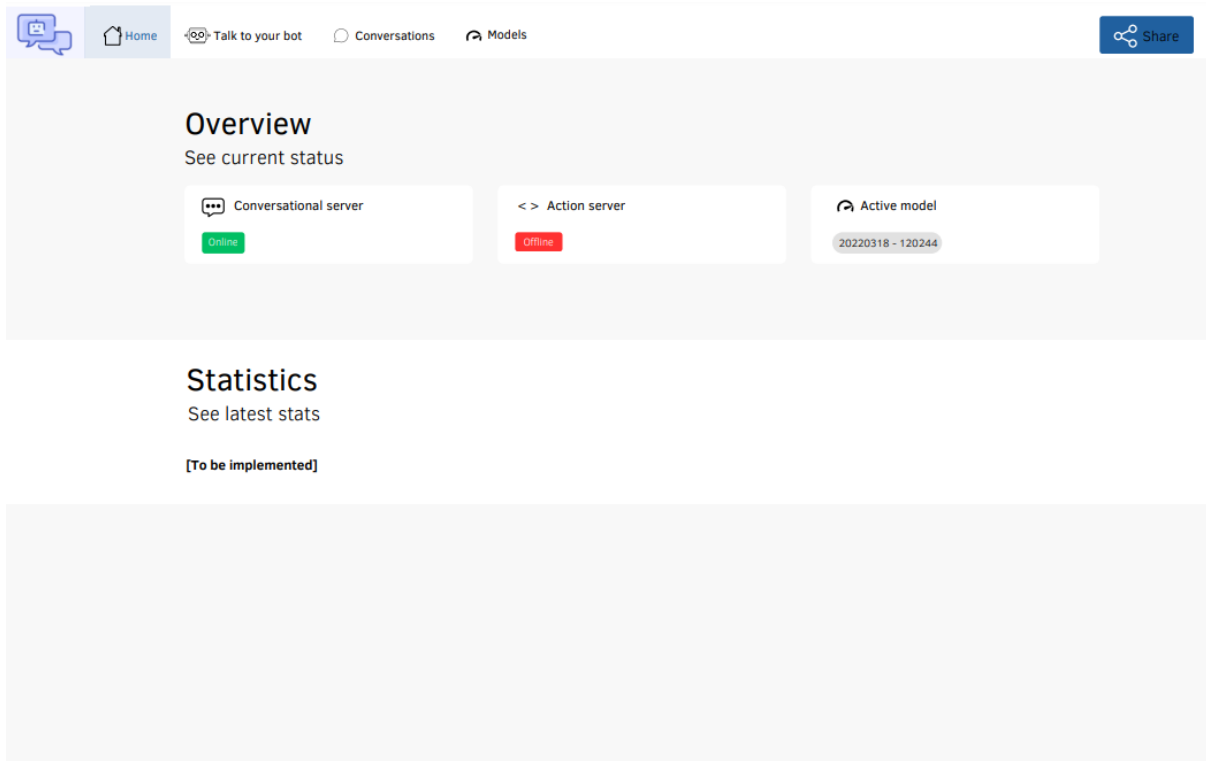 Home Talk to your bot Conversations Models Share
Overview
See current status
Conversational server < > Action server Active model
Online Offline 20220318 - 120244
Statistics
See latest stats
[To be implemented]